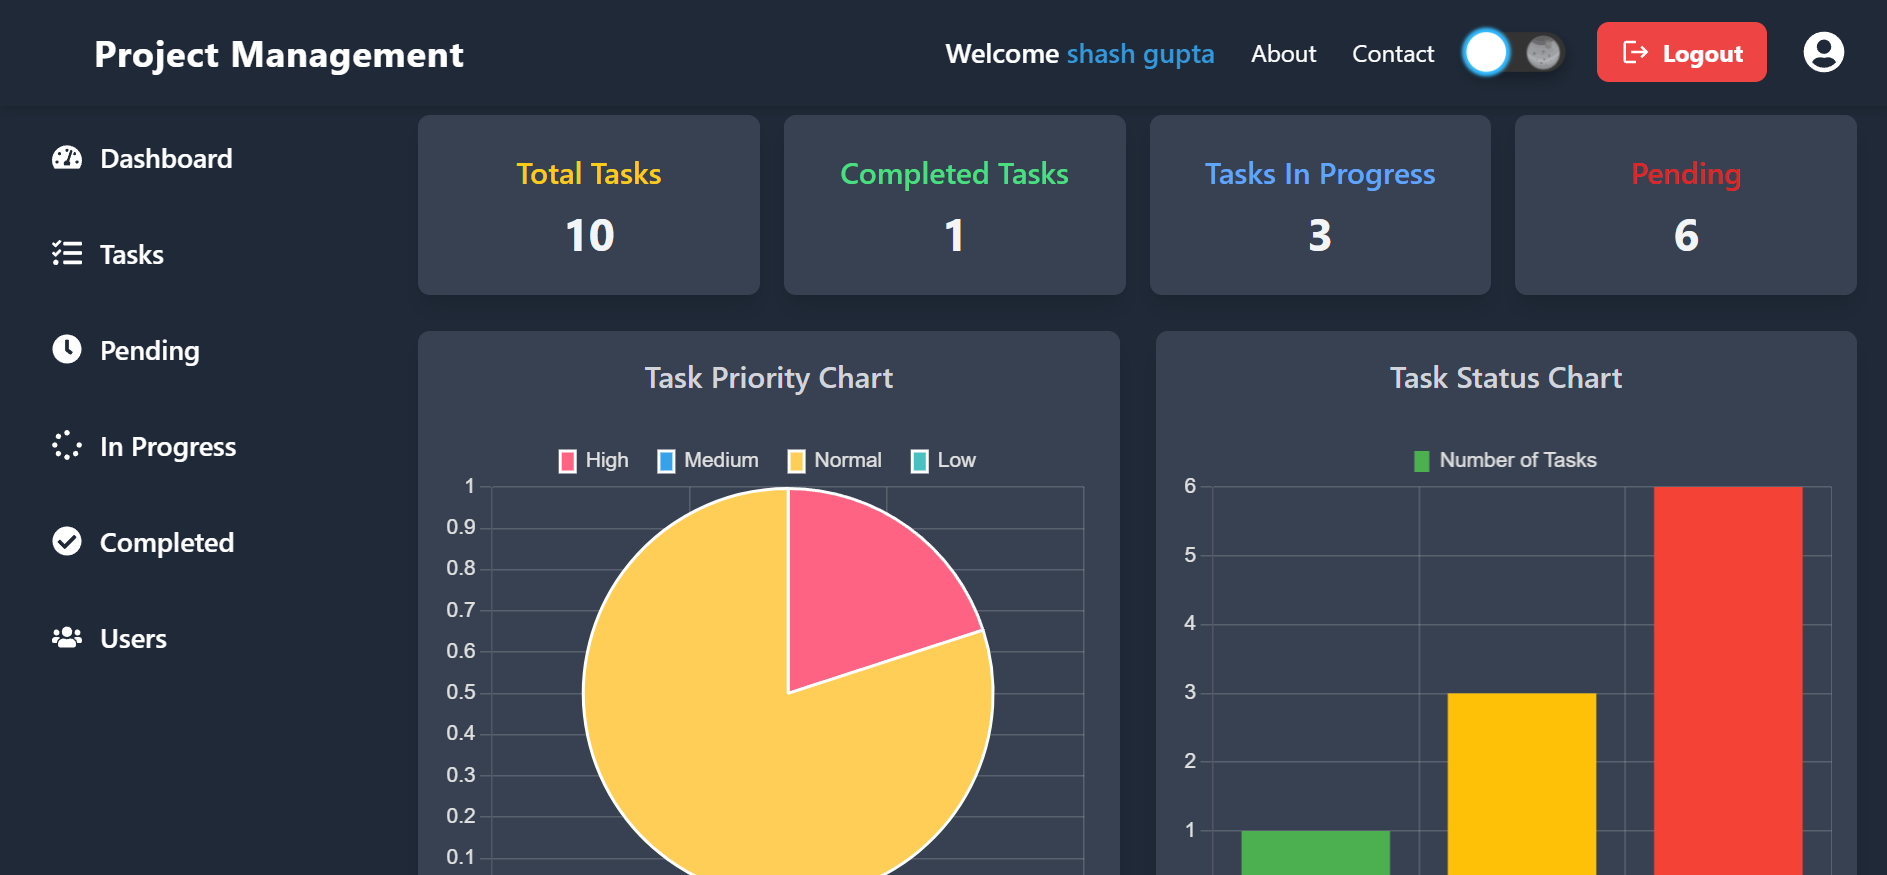 Project Management
Welcome shash gupta
About
Contact
Logout
Dashboard
Tasks
Pending
In Progress
Completed
Users
Total Tasks
10
Completed Tasks
1
Tasks In Progress
3
Pending
6
Task Priority Chart
High Medium Normal Low
1
0.9
0.8
0.7
0.6
0.5
0.4
0.3
0.2
0.1
Task Status Chart
Number of Tasks
6
5
4
3
2
1